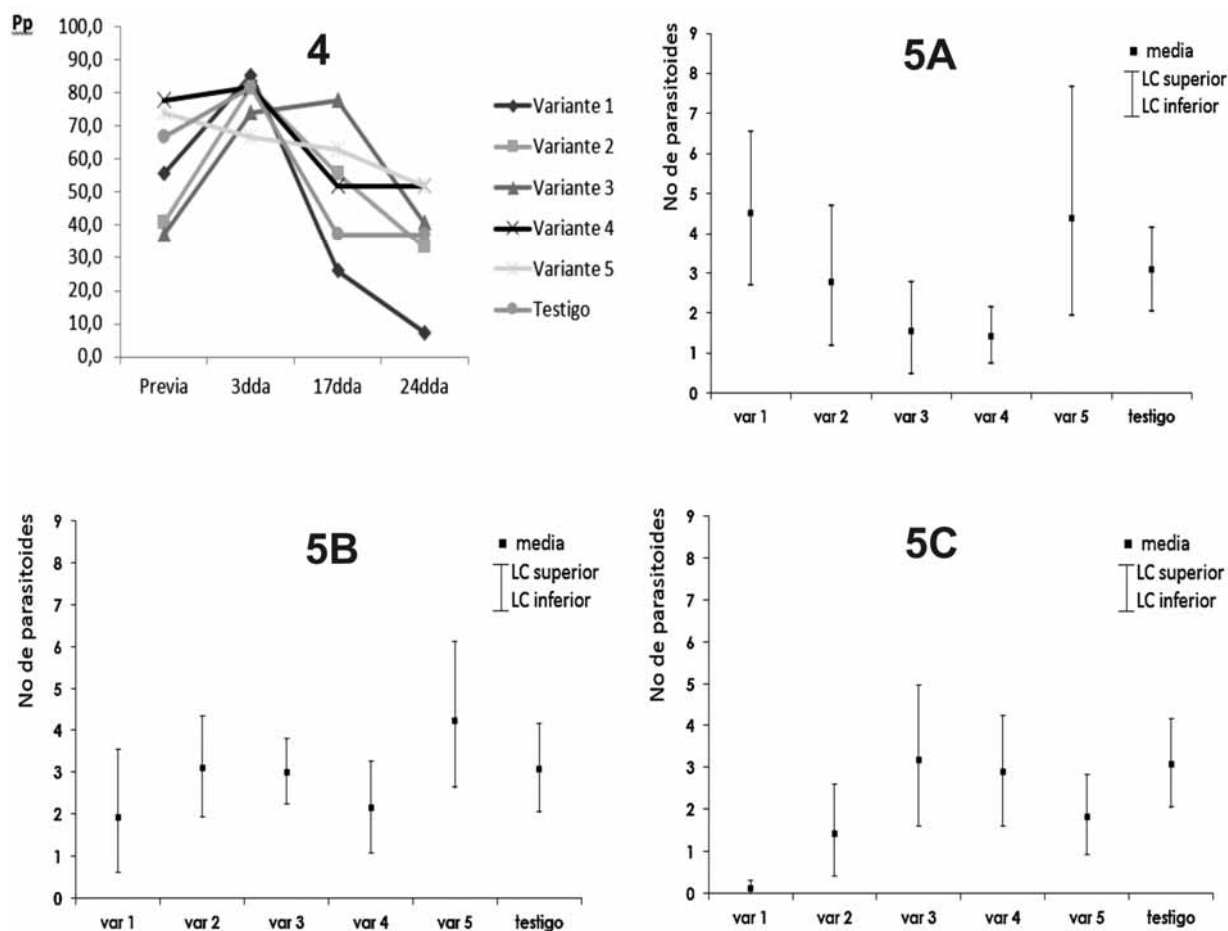 Pp
4
100,0
90,0
80,0
70,0
60,0
50,0
40,0
30,0
20,0
10,0
0,0
Previa 3dda 17dda 24dda
Variante 1
Variante 2
Variante 3
Variante 4
Variante 5
Testigo
5A
No de parasitoides
9
8
7
6
5
4
3
2
1
0
var 1 var 2 var 3 var 4 var 5 testigo
media
LC superior
LC inferior
5B
No de parasitoides
9
8
7
6
5
4
3
2
1
0
var 1 var 2 var 3 var 4 var 5 testigo
media
LC superior
LC inferior
5C
No de parasitoides
9
8
7
6
5
4
3
2
1
0
var 1 var 2 var 3 var 4 var 5 testigo
media
LC superior
LC inferior